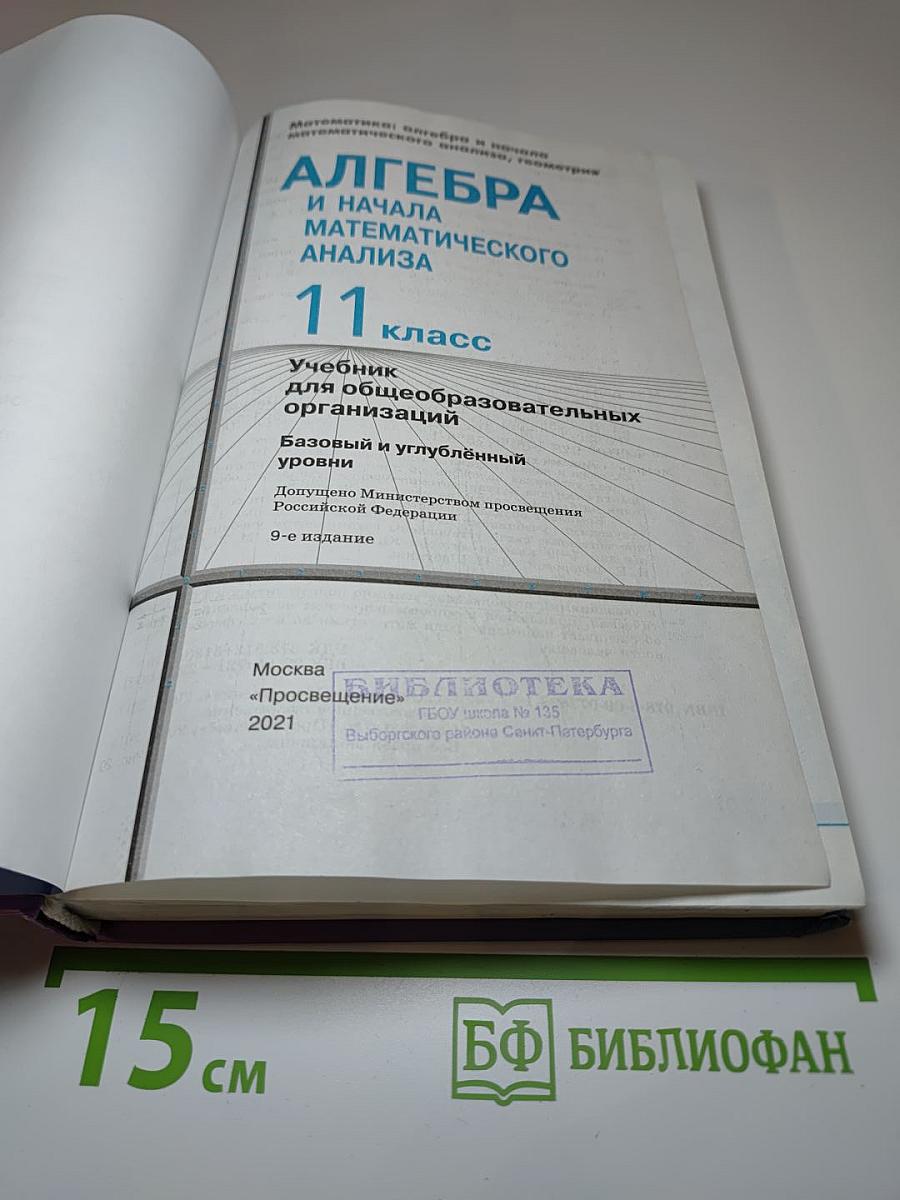 Математика: алгебра и начала
математического анализа, геометрия
АЛГЕБРА
И НАЧАЛА
МАТЕМАТИЧЕСКОГО
АНАЛИЗА
11 класс
Учебник
для общеобразовательных
организаций
Базовый и углублённый
уровни
Допущено Министерством просвещения
Российской Федерации
9-е издание
Москва
«Просвещение»
2021
БИБЛИОТЕКА
ГБОУ школа № 135
Выборгского района Санкт-Петербурга
15 см
БФ БИБЛИОФАН